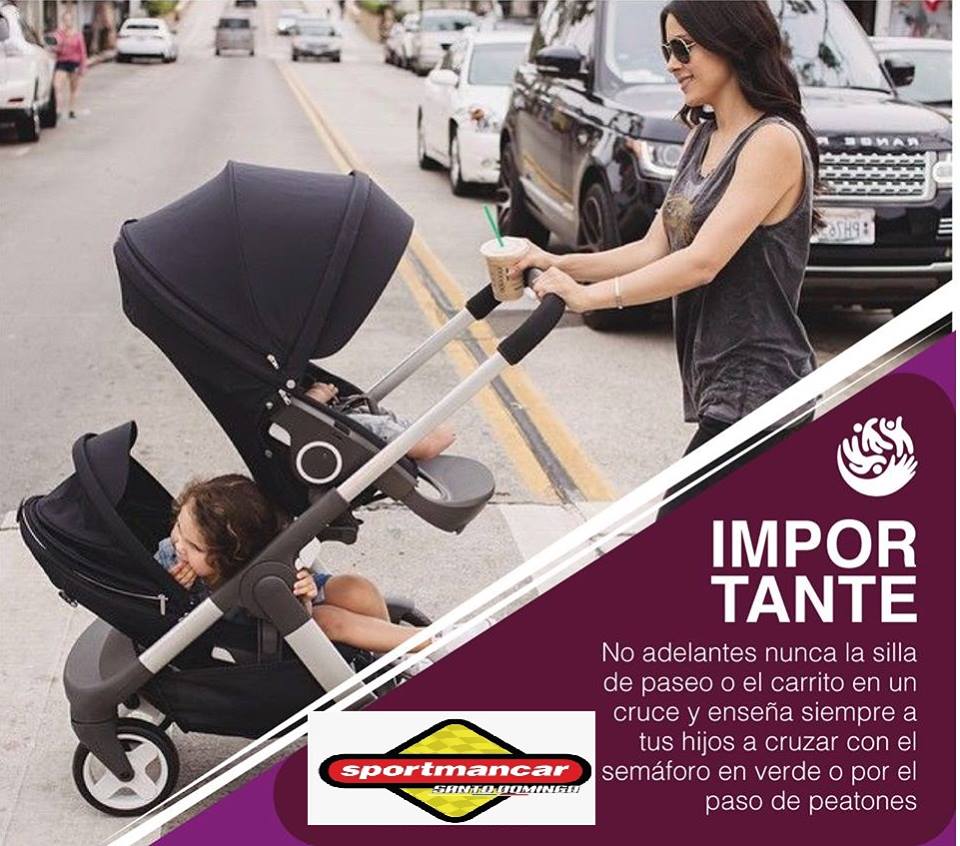 RANGE
IMPOR
TANTE
No adelantes nunca la silla
de paseo o el carrito en un
cruce y enseña siempre a
tus hijos a cruzar con el
semáforo en verde o por el
paso de peatones
sportmancar
SANTO DOMINGO